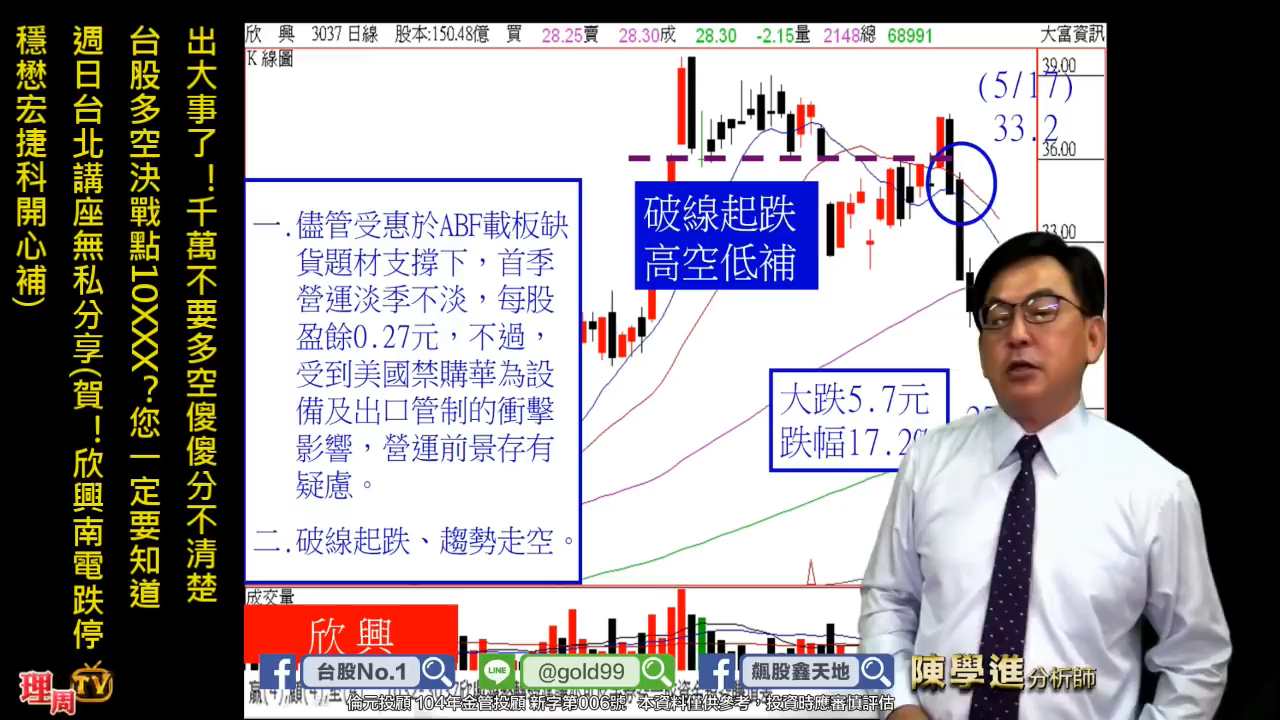 出大事了！千萬不要多空傻傻分不清楚
台股多空決戰點10XXX？您一定要知道
週日台北講座無私分享(賀！欣興南電跌停
穩懋宏捷科開心補)
欣 興 3037 日線 股本:150.48億 買 28.25賣 28.30成 28.30 -2.15量 2148總 68991 大富資訊
K 線圖
39.00
(5/17)
33.2
36.00
33.00
破線起跌
高空低補
一.儘管受惠於ABF載板缺
貨題材支撐下，首季
營運淡季不淡，每股
盈餘0.27元，不過，
受到美國禁購華為設
備及出口管制的衝擊
影響，營運前景存有
疑慮。
二.破線起跌、趨勢走空。
大跌5.7元
跌幅17.2
成交量
欣興
台股No.1
LINE
@gold99
飆股鑫天地
陳學進分析師
理周TV
倫元投顧 104年金管投顧 新字第006號 本資料僅供參考，投資時應審慎評估